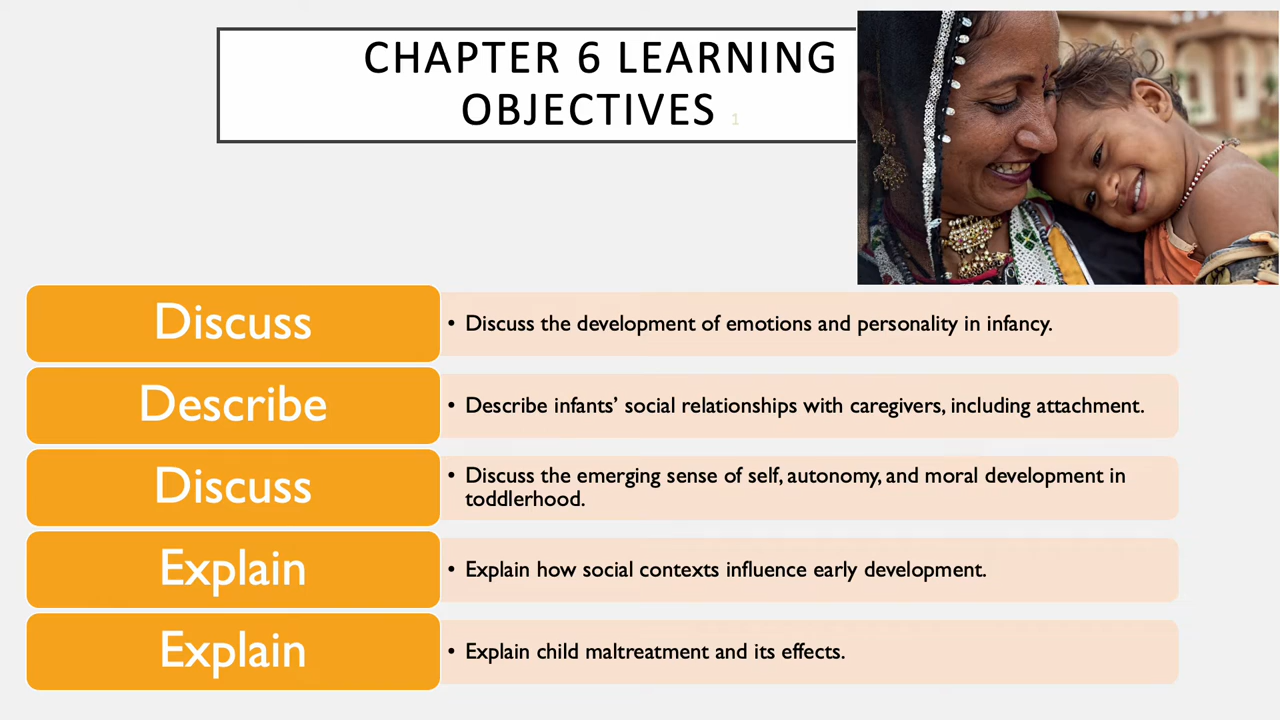 CHAPTER 6 LEARNING
OBJECTIVES 1
Discuss
• Discuss the development of emotions and personality in infancy.
Describe
• Describe infants’ social relationships with caregivers, including attachment.
Discuss
• Discuss the emerging sense of self, autonomy, and moral development in
toddlerhood.
Explain
• Explain how social contexts influence early development.
Explain
• Explain child maltreatment and its effects.